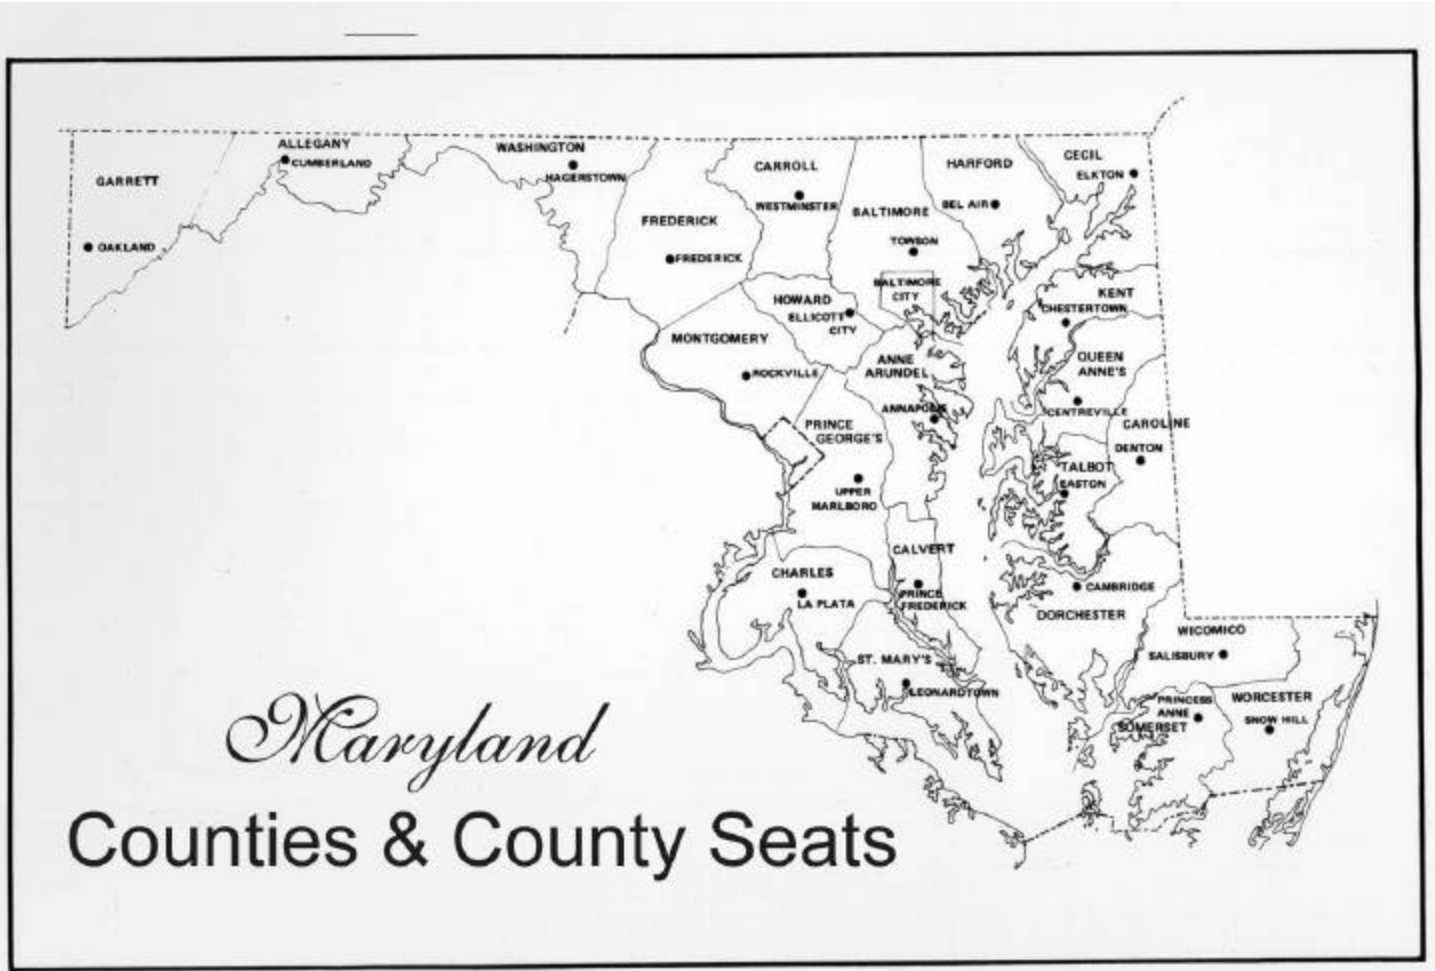 ALLEGANY
CUMBERLAND
GARRETT
OAKLAND
WASHINGTON
HAGERSTOWN
FREDERICK
FREDERICK
CARROLL
WESTMINSTER
BALTIMORE
TOWSON
BALTIMORE
CITY
HARFORD
BEL AIR
CECIL
ELKTON
HOWARD
ELLICOTT
CITY
MONTGOMERY
ROCKVILLE
ANNE
ARUNDEL
ANNAPOLIS
KENT
CHESTERTOWN
QUEEN
ANNE'S
CENTREVILLE
CAROLINE
DENTON
TALBOT
EASTON
PRINCE
GEORGE'S
UPPER
MARLBORO
CALVERT
PRINCE
FREDERICK
CHARLES
LA PLATA
ST. MARY'S
LEONARDTOWN
CAMBRIDGE
DORCHESTER
WICOMICO
SALISBURY
PRINCESS
ANNE
SOMERSET
WORCESTER
SNOW HILL
Maryland
Counties & County Seats